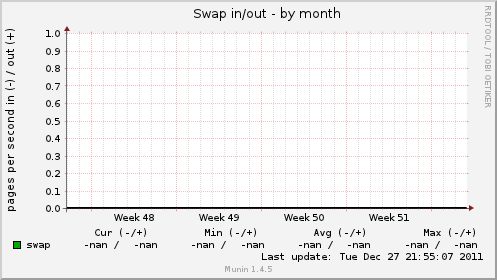 Swap in/out - by month
RRDTOOL / TOBI OETIKER
pages per second in (-) / out (+)
1.0
0.9
0.8
0.7
0.6
0.5
0.4
0.3
0.2
0.1
0.0
Week 48 Week 49 Week 50 Week 51
Cur (-/+) Min (-/+) Avg (-/+) Max (-/+)
swap -nan / -nan -nan / -nan -nan / -nan -nan / -nan
Last update: Tue Dec 27 21:55:07 2011
Munin 1.4.5